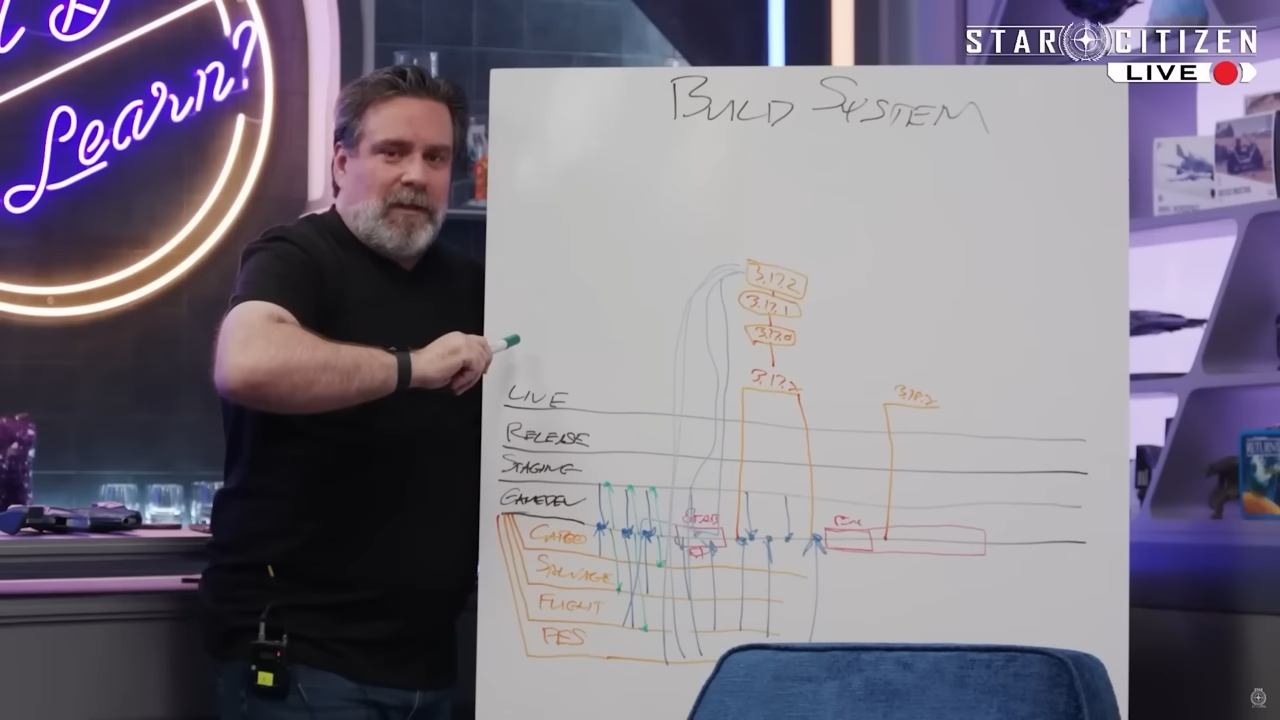 Learn?
STAR CITIZEN
LIVE
BUILD SYSTEM
3.17.2
3.17.1
3.17.0
3.17.2
3.18.2
LIVE
RELEASE
STAGING
GAMEDEV
CARGO
SALVAGE
FLIGHT
PES